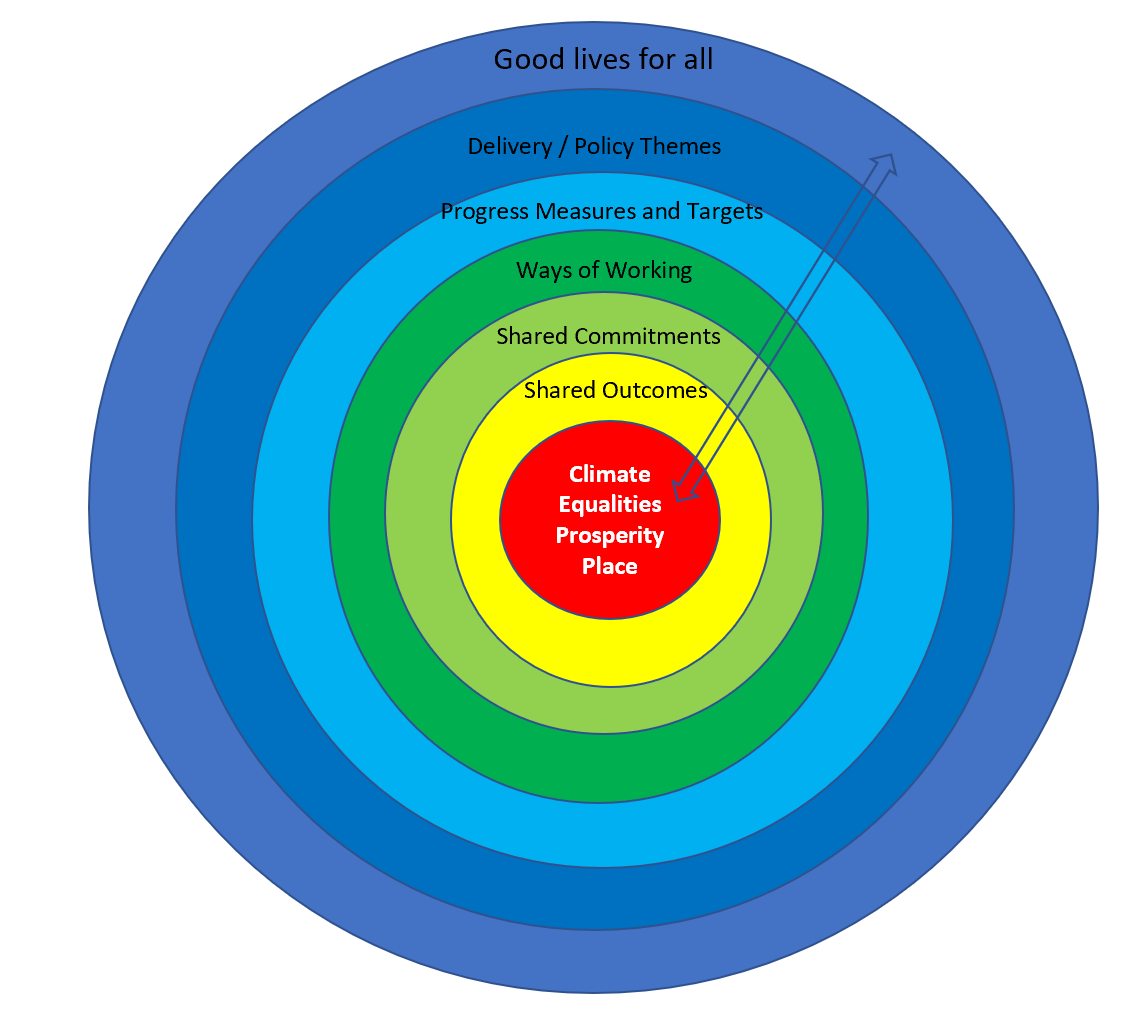 Good lives for all
Delivery / Policy Themes
Progress Measures and Targets
Ways of Working
Shared Commitments
Shared Outcomes
Climate
Equalities
Prosperity
Place